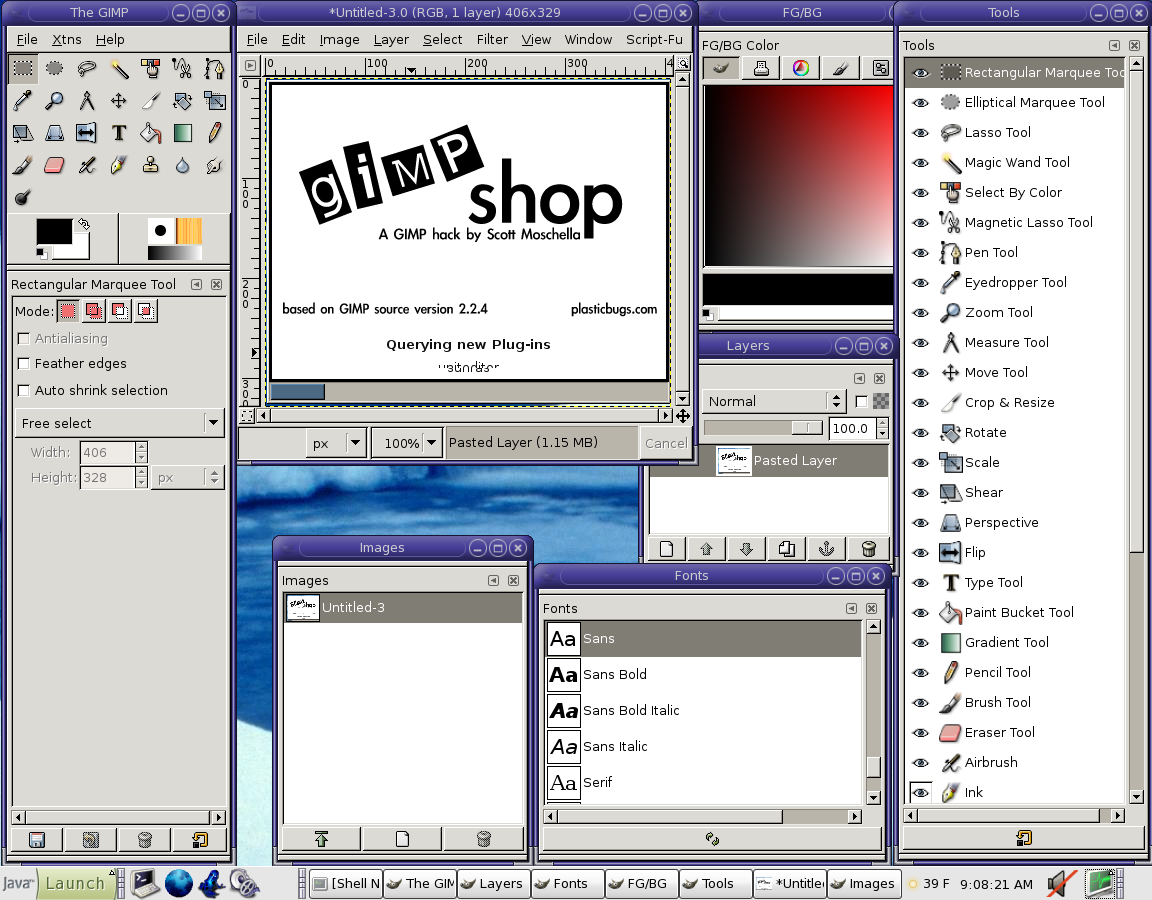 The GIMP
File Xtns Help
Rectangular Marquee Tool
Mode:
Antialiasing
Feather edges
Auto shrink selection
Free select
Width: 406
Height: 328 px
*Untitled-3.0 (RGB, 1 layer) 406x329
File Edit Image Layer Select Filter View Window Script-Fu
0 100 200 300 4
0
100
200
300
gimp
shop
A GIMP hack by Scott Moschella
based on GIMP source version 2.2.4 plasticbugs.com
Querying new Plug-ins
px 100% Pasted Layer (1.15 MB) Cancel
FG/BG
FG/BG Color
Layers
Normal
100.0
Pasted Layer
Images
Images
Untitled-3
Fonts
Fonts
Aa Sans
Aa Sans Bold
Aa Sans Bold Italic
Aa Sans Italic
Aa Serif
Tools
Tools
Rectangular Marquee Too
Elliptical Marquee Tool
Lasso Tool
Magic Wand Tool
Select By Color
Magnetic Lasso Tool
Pen Tool
Eyedropper Tool
Zoom Tool
Measure Tool
Move Tool
Crop & Resize
Rotate
Scale
Shear
Perspective
Flip
Type Tool
Paint Bucket Tool
Gradient Tool
Pencil Tool
Brush Tool
Eraser Tool
Airbrush
Ink
Java Launch [Shell N The GIM Layers Fonts FG/BG Tools *Untitle Images 39 F 9:08:21 AM